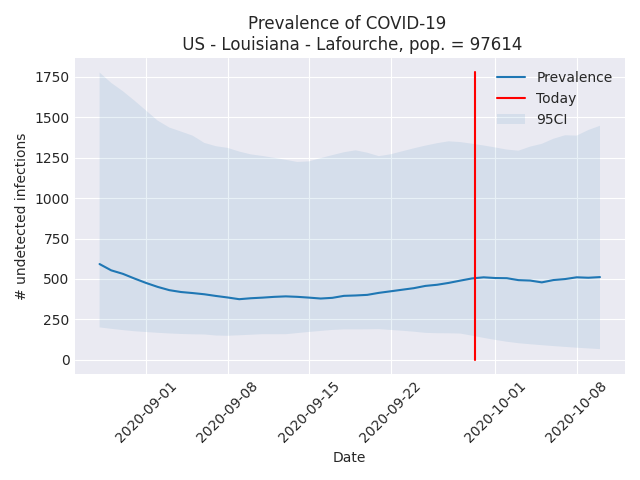 Prevalence of COVID-19
US - Louisiana - Lafourche, pop. = 97614
Prevalence
Today
95CI
1750
1500
1250
1000
750
500
250
0
# undetected infections
2020-09-01
2020-09-08
2020-09-15
2020-09-22
2020-10-01
2020-10-08
Date